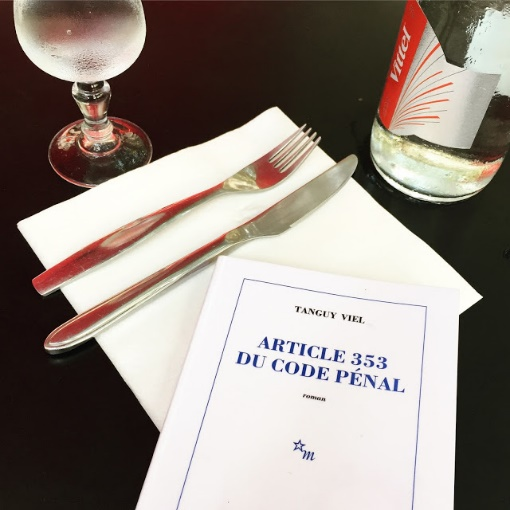 Vittel
TANGUY VIEL
ARTICLE 353
DU CODE PÉNAL
roman
m